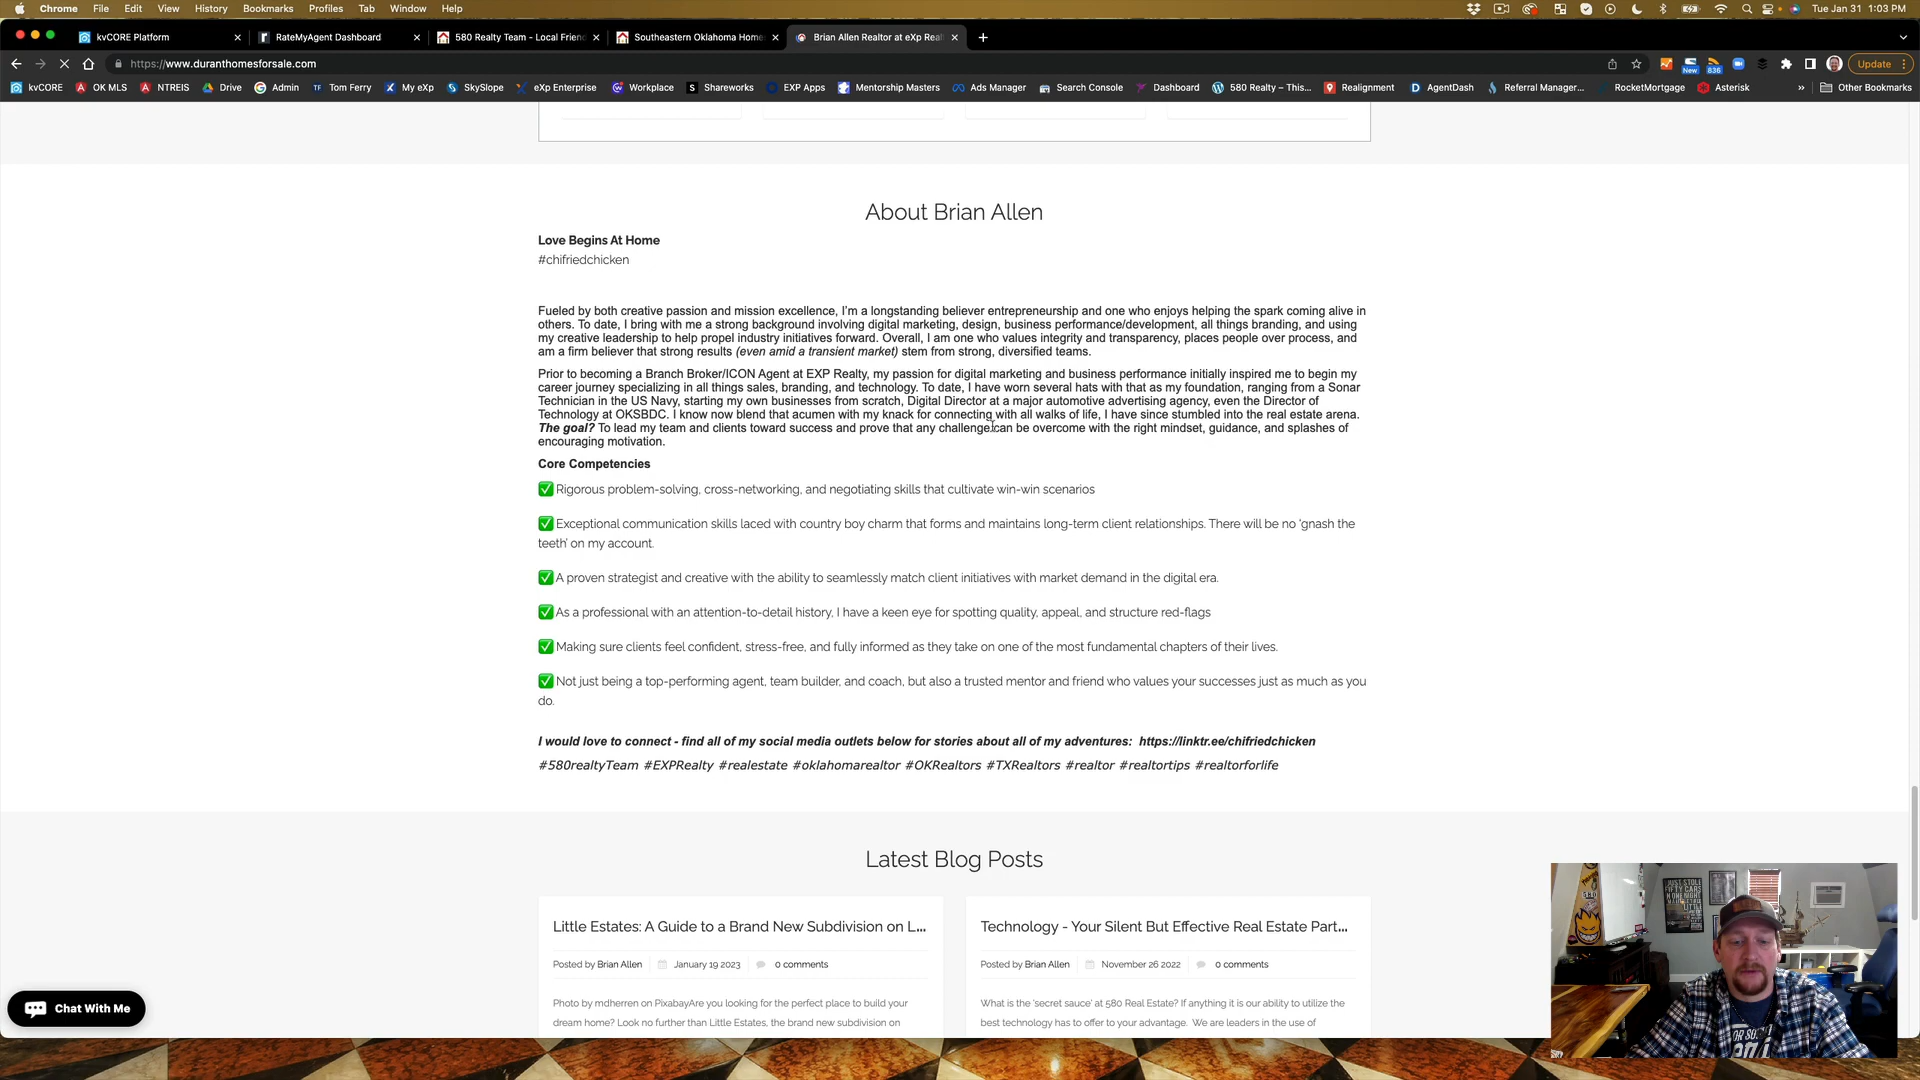 Chrome File Edit View History Bookmarks Profiles Tab Window Help Tue Jan 31 1:03 PM
kvCORE Platform RateMyAgent Dashboard 580 Realty Team - Local Frien Southeastern Oklahoma Home Brian Allen Realtor at eXp Real
https://www.duranthomesforsale.com New 836 Update
kvCORE OK MLS NTREIS Drive Admin Tom Ferry My eXp SkySlope eXp Enterprise Workplace Shareworks EXP Apps Mentorship Masters Ads Manager Search Console Dashboard 580 Realty – This... Realignment AgentDash Referral Manager... RocketMortgage Asterisk » Other Bookmarks
About Brian Allen
Love Begins At Home
#chifriedchicken
Fueled by both creative passion and mission excellence, I'm a longstanding believer entrepreneurship and one who enjoys helping the spark coming alive in
others. To date, I bring with me a strong background involving digital marketing, design, business performance/development, all things branding, and using
my creative leadership to help propel industry initiatives forward. Overall, I am one who values integrity and transparency, places people over process, and
am a firm believer that strong results (even amid a transient market) stem from strong, diversified teams.
Prior to becoming a Branch Broker/ICON Agent at EXP Realty, my passion for digital marketing and business performance initially inspired me to begin my
career journey specializing in all things sales, branding, and technology. To date, I have worn several hats with that as my foundation, ranging from a Sonar
Technician in the US Navy, starting my own businesses from scratch, Digital Director at a major automotive advertising agency, even the Director of
Technology at OKSBDC. I know now blend that acumen with my knack for connecting with all walks of life, I have since stumbled into the real estate arena.
The goal? To lead my team and clients toward success and prove that any challenge can be overcome with the right mindset, guidance, and splashes of
encouraging motivation.
Core Competencies
✅ Rigorous problem-solving, cross-networking, and negotiating skills that cultivate win-win scenarios
✅ Exceptional communication skills laced with country boy charm that forms and maintains long-term client relationships. There will be no 'gnash the
teeth' on my account.
✅ A proven strategist and creative with the ability to seamlessly match client initiatives with market demand in the digital era.
✅ As a professional with an attention-to-detail history, I have a keen eye for spotting quality, appeal, and structure red-flags
✅ Making sure clients feel confident, stress-free, and fully informed as they take on one of the most fundamental chapters of their lives.
✅ Not just being a top-performing agent, team builder, and coach, but also a trusted mentor and friend who values your successes just as much as you
do.
I would love to connect - find all of my social media outlets below for stories about all of my adventures: https://linktr.ee/chifriedchicken
#580realtyTeam #EXPRealty #realestate #oklahomarealtor #OKRealtors #TXRealtors #realtor #realtortips #realtorforlife
Latest Blog Posts
Little Estates: A Guide to a Brand New Subdivision on L...
Posted by Brian Allen January 19 2023 0 comments
Photo by mdherren on PixabayAre you looking for the perfect place to build your
dream home? Look no further than Little Estates, the brand new subdivision on
Technology - Your Silent But Effective Real Estate Part...
Posted by Brian Allen November 26 2022 0 comments
What is the 'secret sauce' at 580 Real Estate? If anything it is our ability to utilize the
best technology has to offer to your advantage. We are leaders in the use of
Chat With Me
JUST STOLE
FIFTY CARS